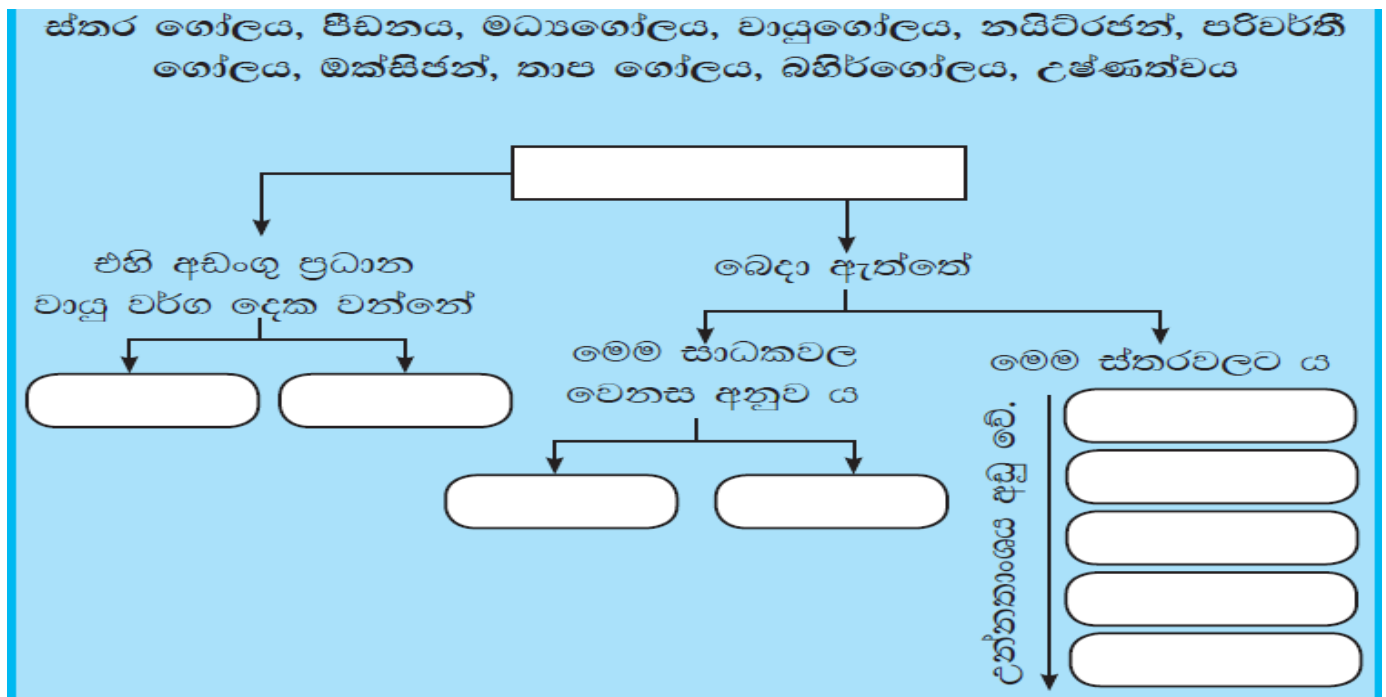 ස්තර ගෝලය, පීඩනය, මධ්‍යගෝලය, වායුගෝලය, නයිට්රජන්, පරිවර්තී
ගෝලය, ඔක්සිජන්, තාප ගෝලය, බහිර්ගෝලය, උෂ්ණත්වය
එහි අඩංගු ප්‍රධාන
වායු වර්ග දෙක වන්නේ
බෙදා ඇත්තේ
මෙම සාධකවල
වෙනස අනුව ය
මෙම ස්තරවලට ය
උන්නතාංශය අඩු වේ.